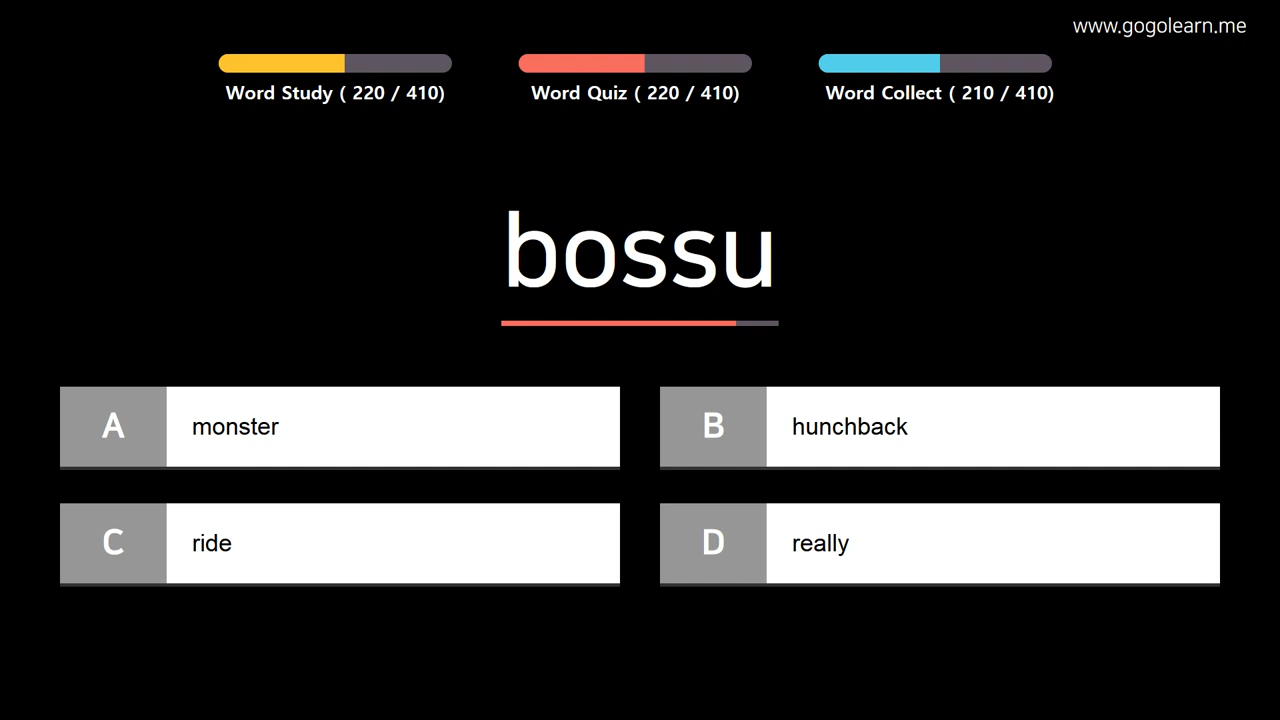 www.gogolearn.me
Word Study ( 220 / 410)
Word Quiz ( 220 / 410)
Word Collect ( 210 / 410)
bossu
A
monster
B
hunchback
C
ride
D
really